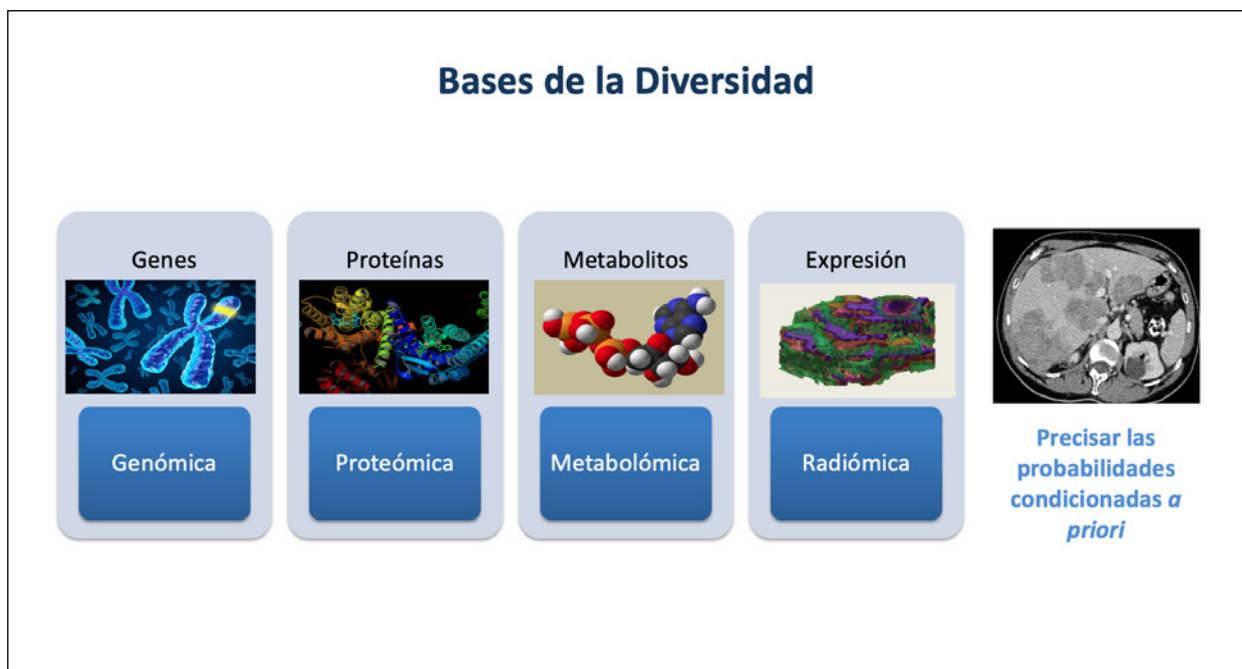 Bases de la Diversidad
Genes
Proteínas
Metabolitos
Expresión
Genómica
Proteómica
Metabolómica
Radiómica
Precisar las
probabilidades
condicionadas a
priori